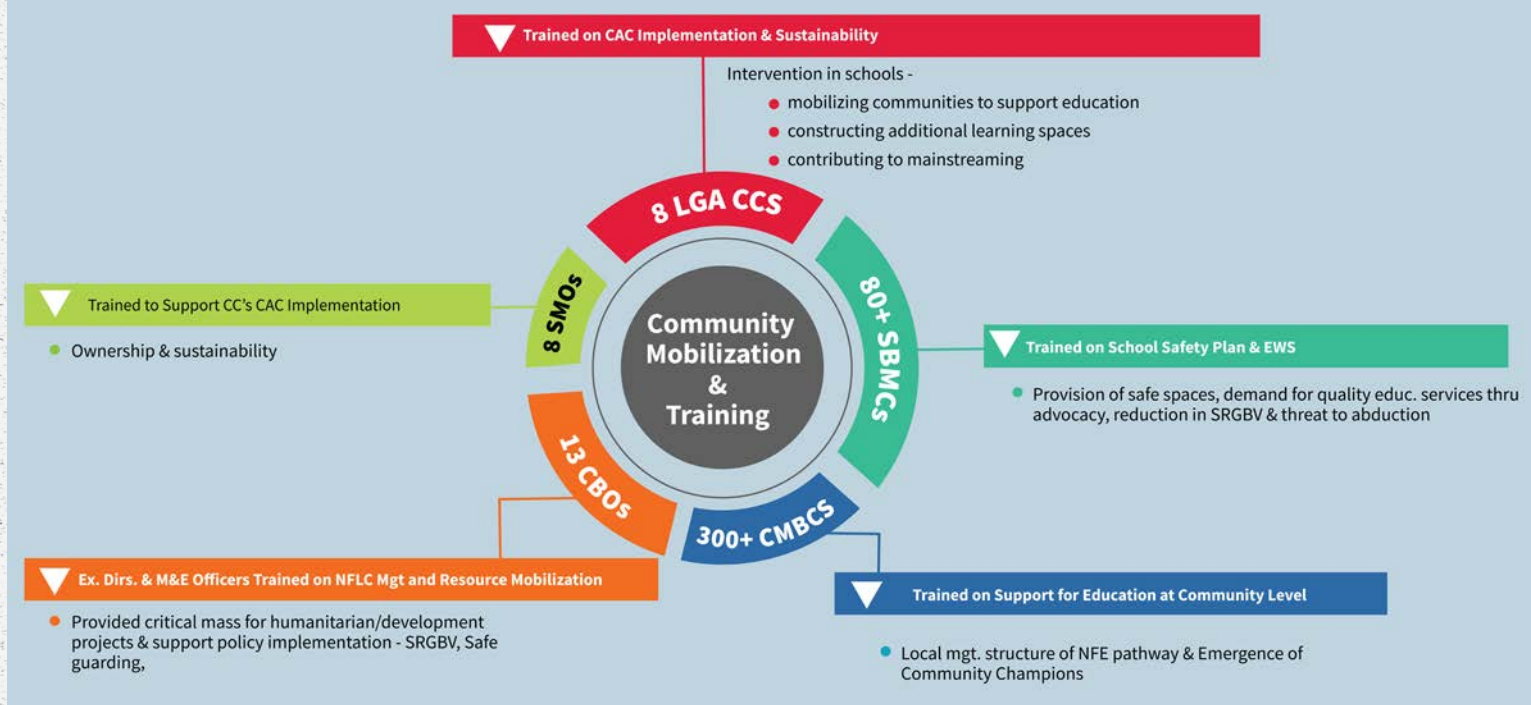 Trained on CAC Implementation & Sustainability
Intervention in schools -
mobilizing communities to support education
constructing additional learning spaces
contributing to mainstreaming
8 LGA CCS
8 SMOs
80+ SBMCs
13 CBOs
300+ CMBCS
Community
Mobilization
&
Training
Trained to Support CC's CAC Implementation
Ownership & sustainability
Trained on School Safety Plan & EWS
Provision of safe spaces, demand for quality educ. services thru
advocacy, reduction in SRGBV & threat to abduction
Ex. Dirs. & M&E Officers Trained on NFLC Mgt and Resource Mobilization
Provided critical mass for humanitarian/development
projects & support policy implementation - SRGBV, Safe
guarding,
Trained on Support for Education at Community Level
Local mgt. structure of NFE pathway & Emergence of
Community Champions